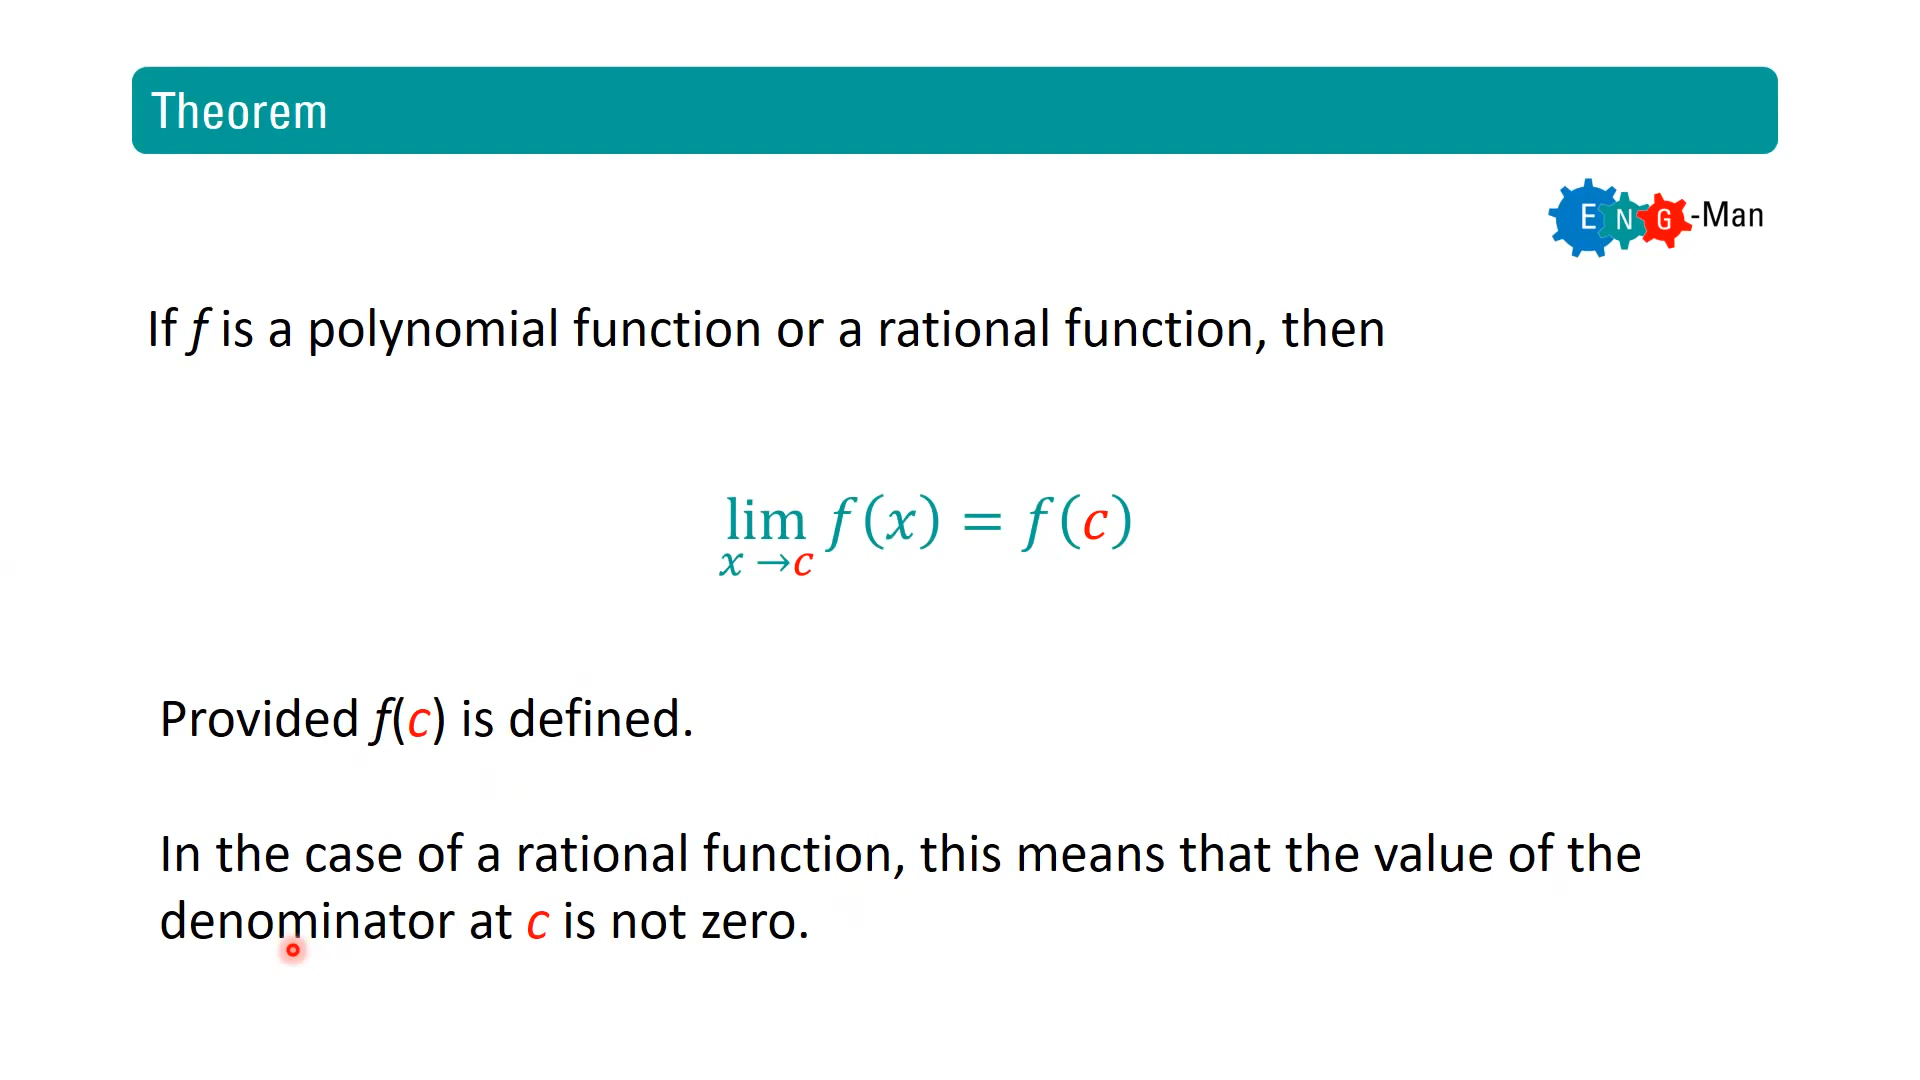 Theorem
ENG-Man
If f is a polynomial function or a rational function, then
lim f(x) = f(c)
x →c
Provided f(c) is defined.
In the case of a rational function, this means that the value of the
denominator at c is not zero.